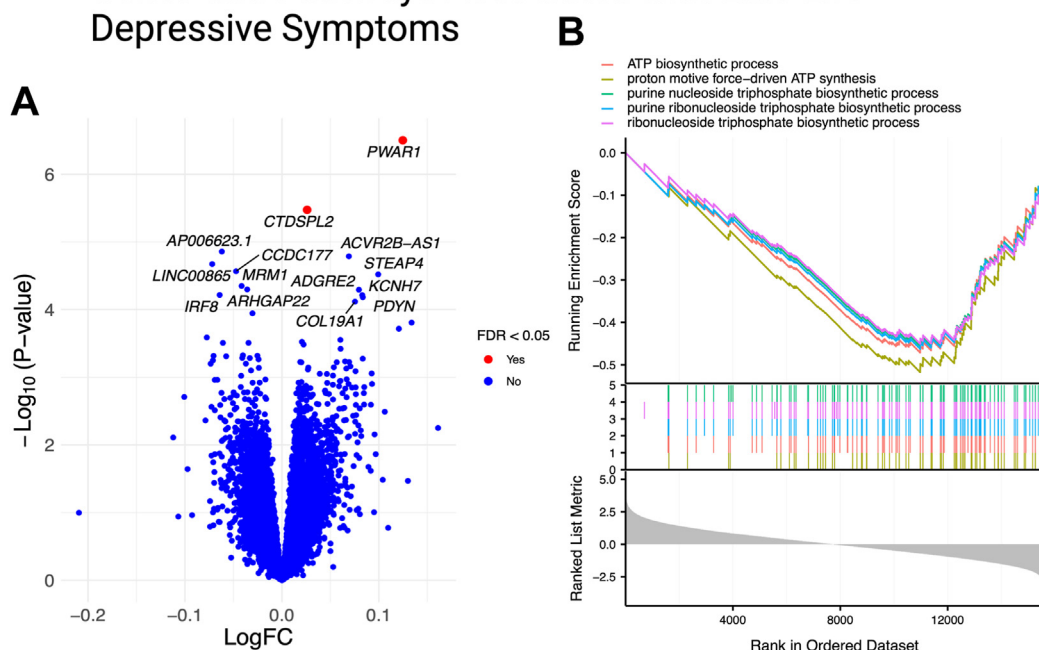 Depressive Symptoms
A
B
ATP biosynthetic process
proton motive force−driven ATP synthesis
purine nucleoside triphosphate biosynthetic process
purine ribonucleoside triphosphate biosynthetic process
ribonucleoside triphosphate biosynthetic process
−Log10 (P−value)
6
4
2
0
PWAR1
CTDSPL2
AP006623.1
CCDC177
ACVR2B−AS1
STEAP4
LINC00865
MRM1
ADGRE2
KCNH7
IRF8
ARHGAP22
PDYN
COL19A1
−0.2
−0.1
0.0
0.1
LogFC
FDR < 0.05
Yes
No
Running Enrichment Score
0.0
−0.1
−0.2
−0.3
−0.4
−0.5
5
4
3
2
1
0
Ranked List Metric
5.0
2.5
0.0
−2.5
4000
8000
12000
Rank in Ordered Dataset